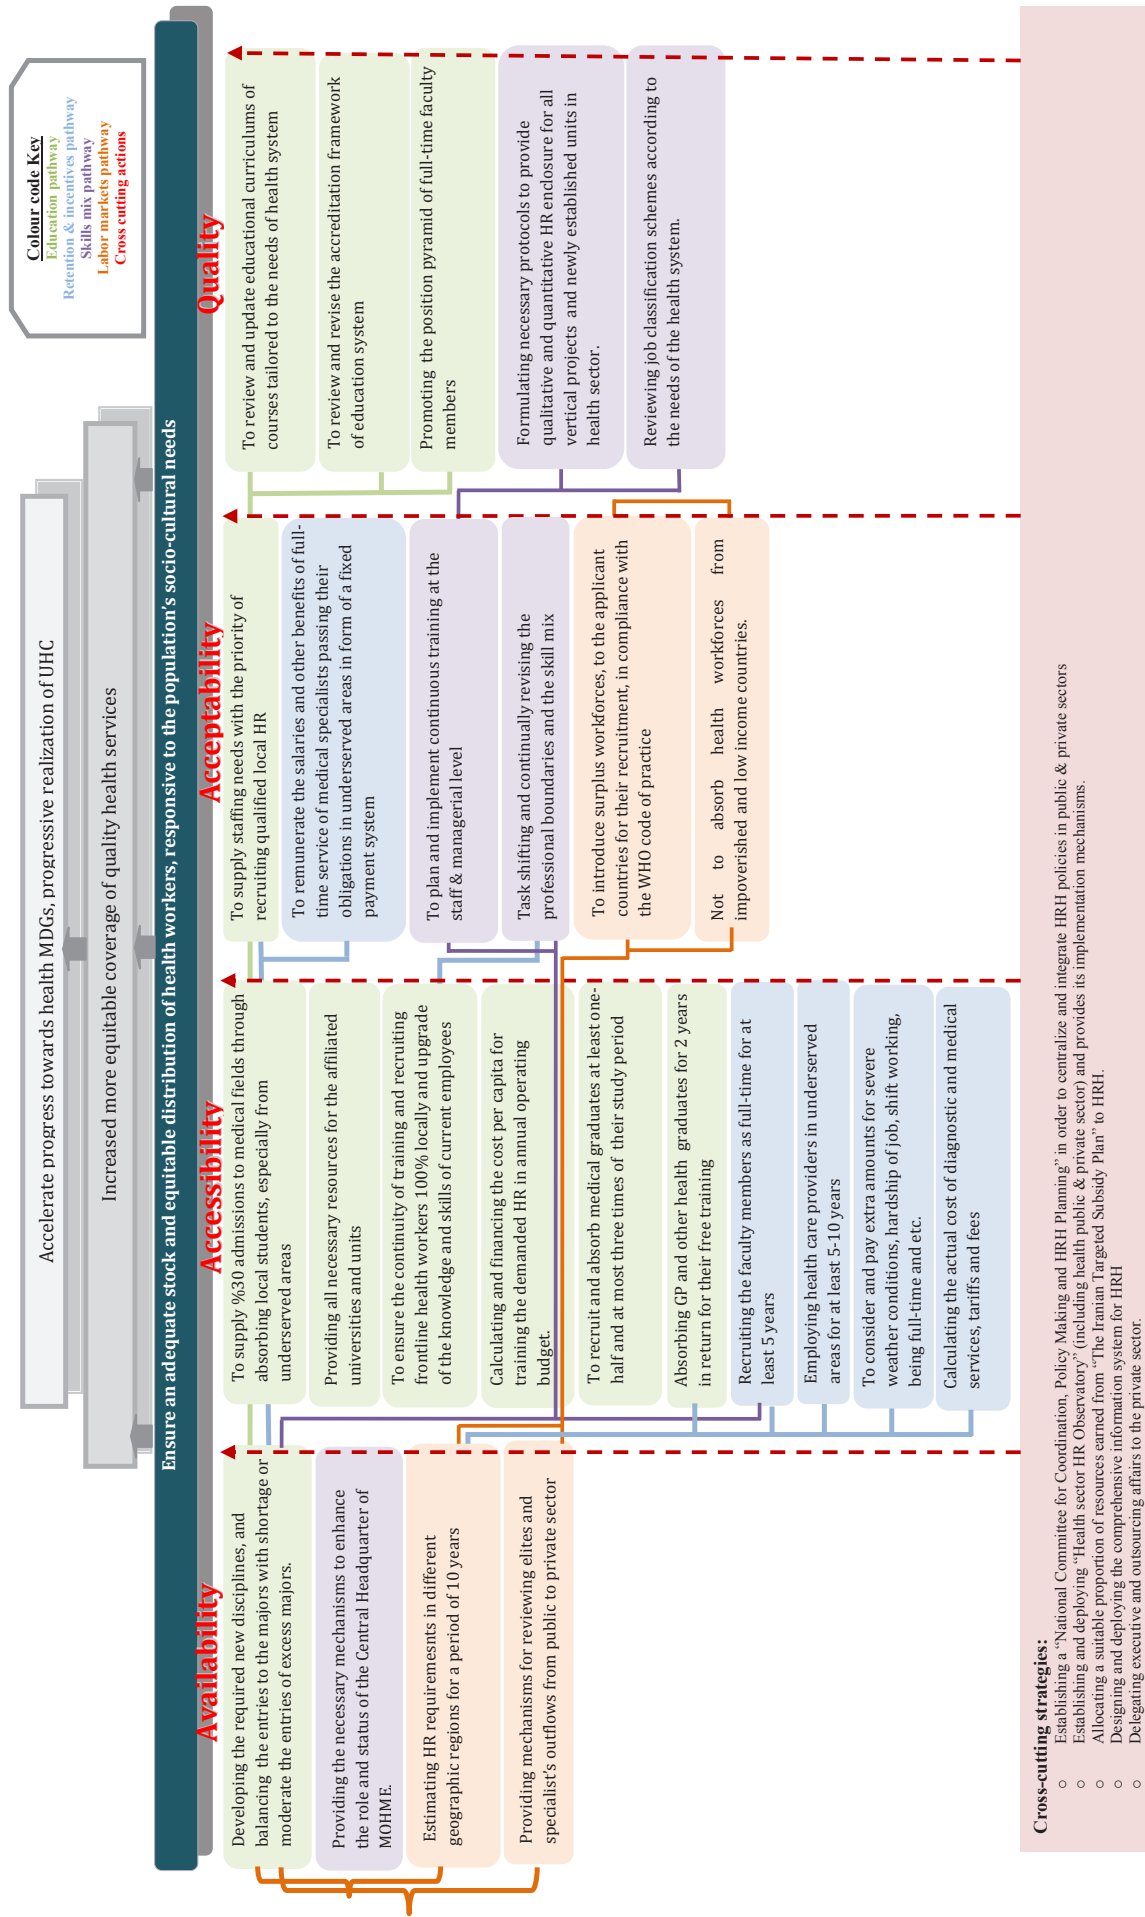 Accelerate progress towards health MDGs, progressive realization of UHC
Increased more equitable coverage of quality health services
Colour code Key
Education pathway
Retention & incentives pathway
Skills mix pathway
Labor markets pathway
Cross cutting actions
Ensure an adequate stock and equitable distribution of health workers, responsive to the population's socio-cultural needs
Availability
Developing the required new disciplines, and
balancing the entries to the majors with shortage or
moderate the entries of excess majors.
Providing the necessary mechanisms to enhance
the role and status of the Central Headquarter of
MOHME.
Estimating HR requirements in different
geographic regions for a period of 10 years
Providing mechanisms for reviewing elites and
specialist's outflows from public to private sector
Accessibility
To supply %30 admissions to medical fields through
absorbing local students, especially from
underserved areas
Providing all necessary resources for the affiliated
universities and units
To ensure the continuity of training and recruiting
frontline health workers 100% locally and upgrade
of the knowledge and skills of current employees
Calculating and financing the cost per capita for
training the demanded HR in annual operating
budget.
To recruit and absorb medical graduates at least one-
half and at most three times of their study period
Absorbing GP and other health graduates for 2 years
in return for their free training
Recruiting the faculty members as full-time for at
least 5 years
Employing health care providers in underserved
areas for at least 5-10 years
To consider and pay extra amounts for severe
weather conditions, hardship of job, shift working,
being full-time and etc.
Calculating the actual cost of diagnostic and medical
services, tariffs and fees
Acceptability
To supply staffing needs with the priority of
recruiting qualified local HR
To remunerate the salaries and other benefits of full-
time service of medical specialists passing their
obligations in underserved areas in form of a fixed
payment system
To plan and implement continuous training at the
staff & managerial level
Task shifting and continually revising the
professional boundaries and the skill mix
To introduce surplus workforces, to the applicant
countries for their recruitment, in compliance with
the WHO code of practice
Not to absorb health workforces from
impoverished and low income countries.
Quality
To review and update educational curriculums of
courses tailored to the needs of health system
To review and revise the accreditation framework
of education system
Promoting the position pyramid of full-time faculty
members
Formulating necessary protocols to provide
qualitative and quantitative HR enclosure for all
vertical projects and newly established units in
health sector.
Reviewing job classification schemes according to
the needs of the health system.
Cross-cutting strategies:
○ Establishing a “National Committee for Coordination, Policy Making and HRH Planning” in order to centralize and integrate HRH policies in public & private sectors
○ Establishing and deploying “Health sector HR Observatory” (including health public & private sector) and provides its implementation mechanisms.
○ Allocating a suitable proportion of resources earned from “The Iranian Targeted Subsidy Plan” to HRH.
○ Designing and deploying the comprehensive information system for HRH
○ Delegating executive and outsourcing affairs to the private sector.